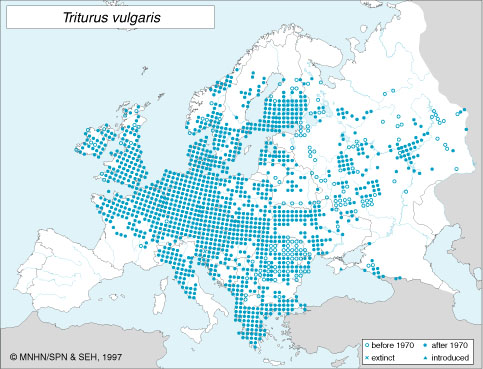 Triturus vulgaris
before 1970
after 1970
extinct
introduced
© MNHN/SPN & SEH, 1997